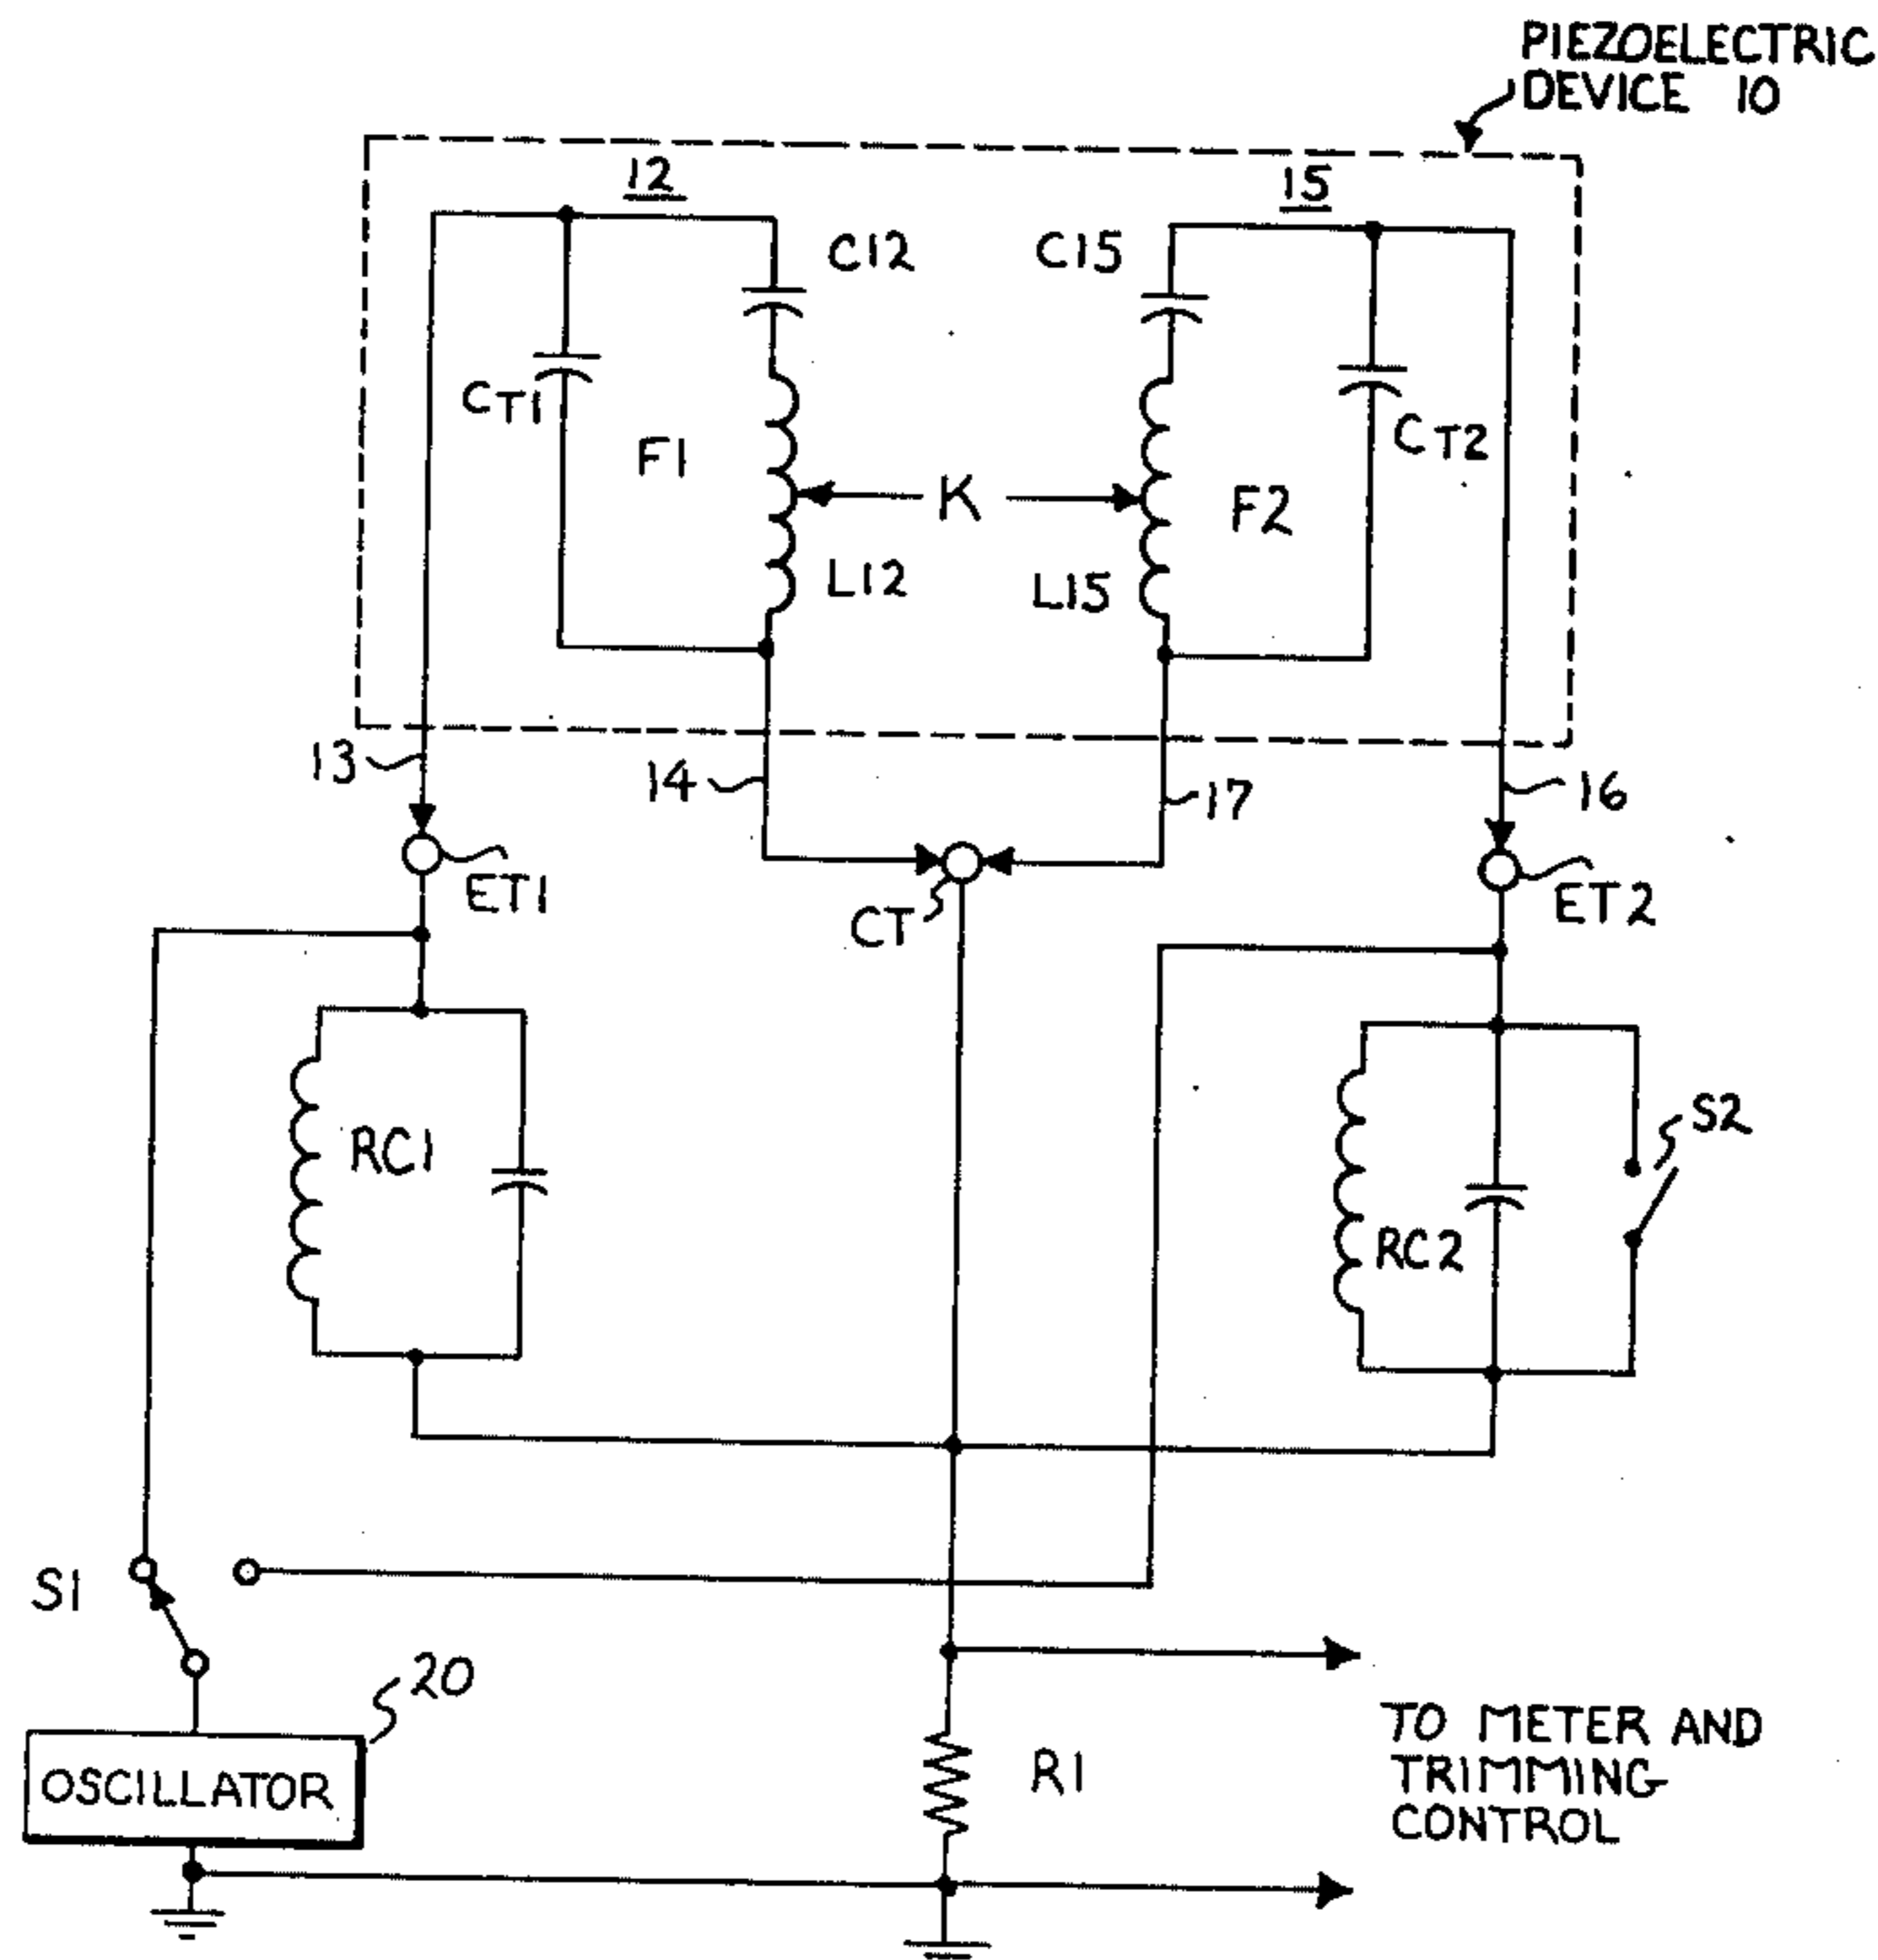 PIEZOELECTRIC
DEVICE 10
12
15
C12
C15
CT1
CT2
F1
K
F2
L12
L15
13
14
17
16
ET1
CT
ET2
RC1
S2
RC2
S1
20
OSCILLATOR
R1
TO METER AND
TRIMMING
CONTROL